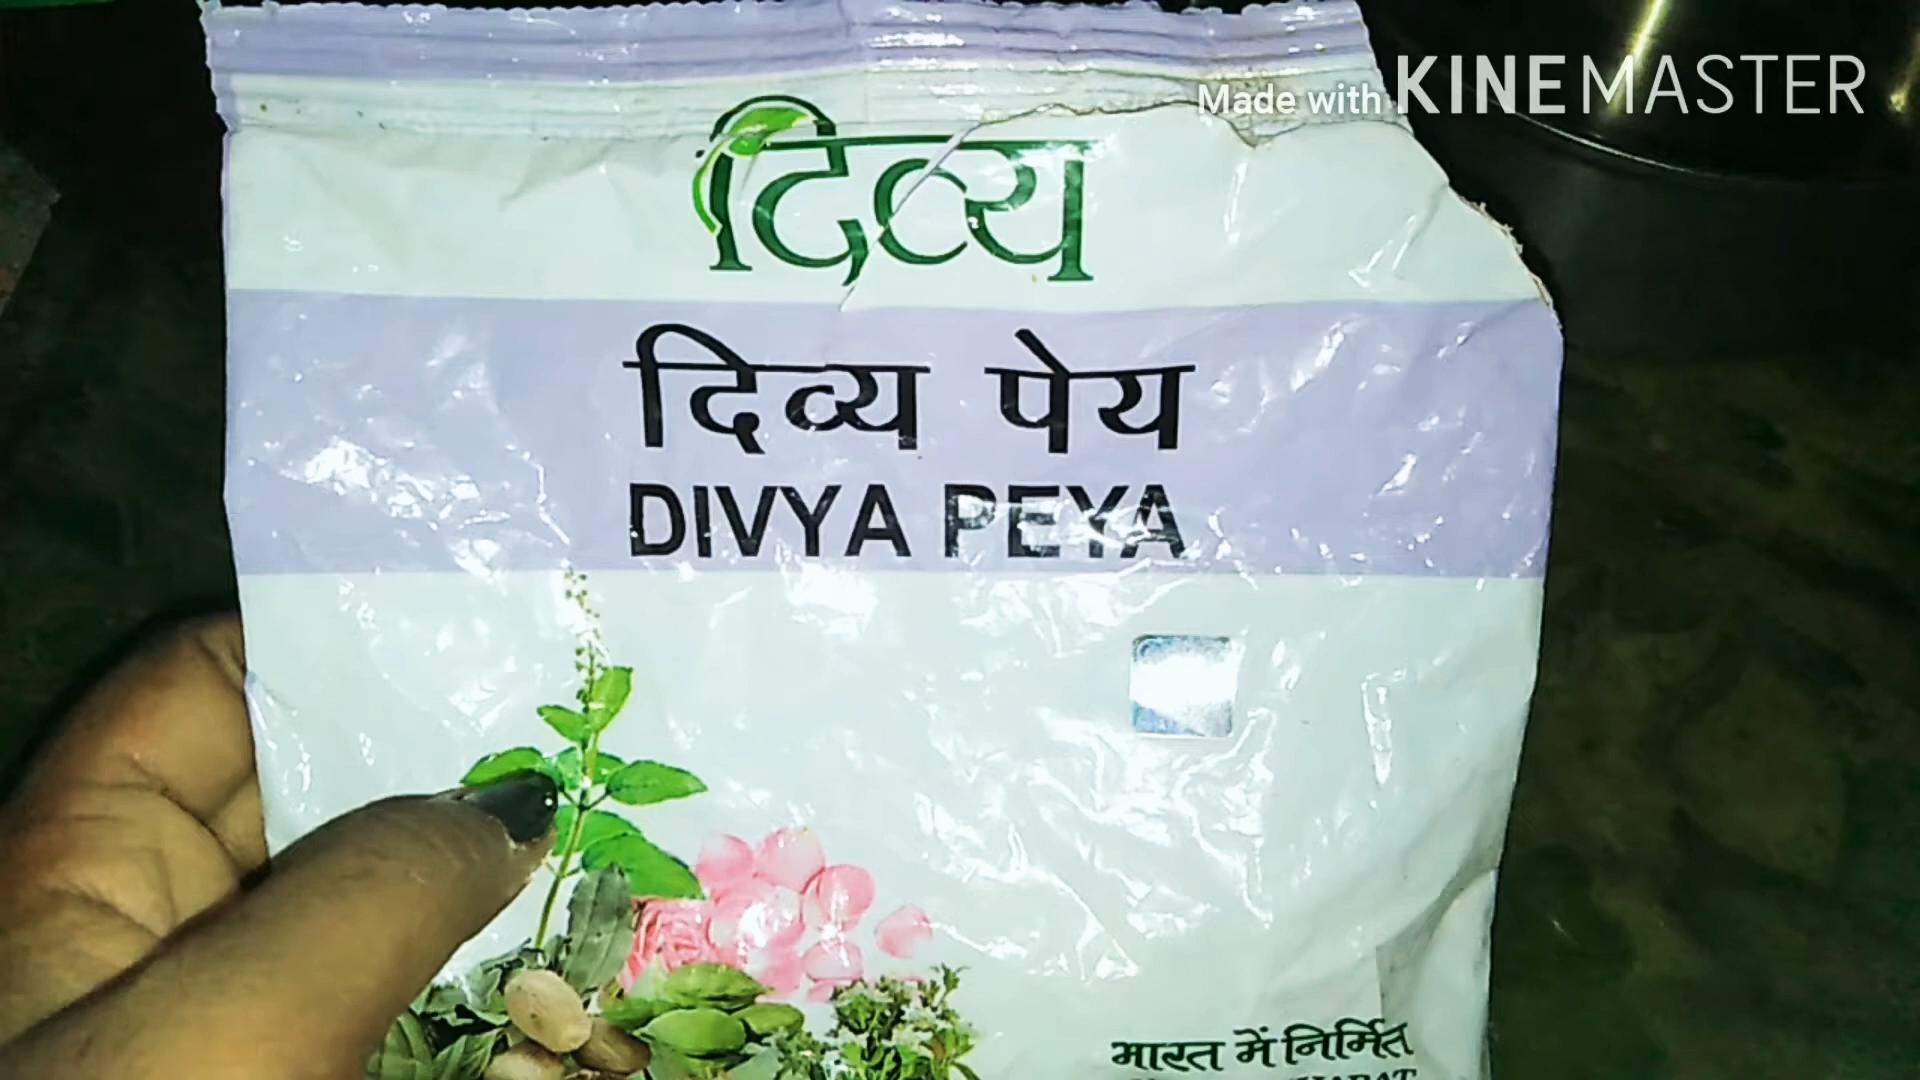 Made with KINEMASTER
दिव्य
दिव्य पेय
DIVYA PEYA
भारत में निर्मित